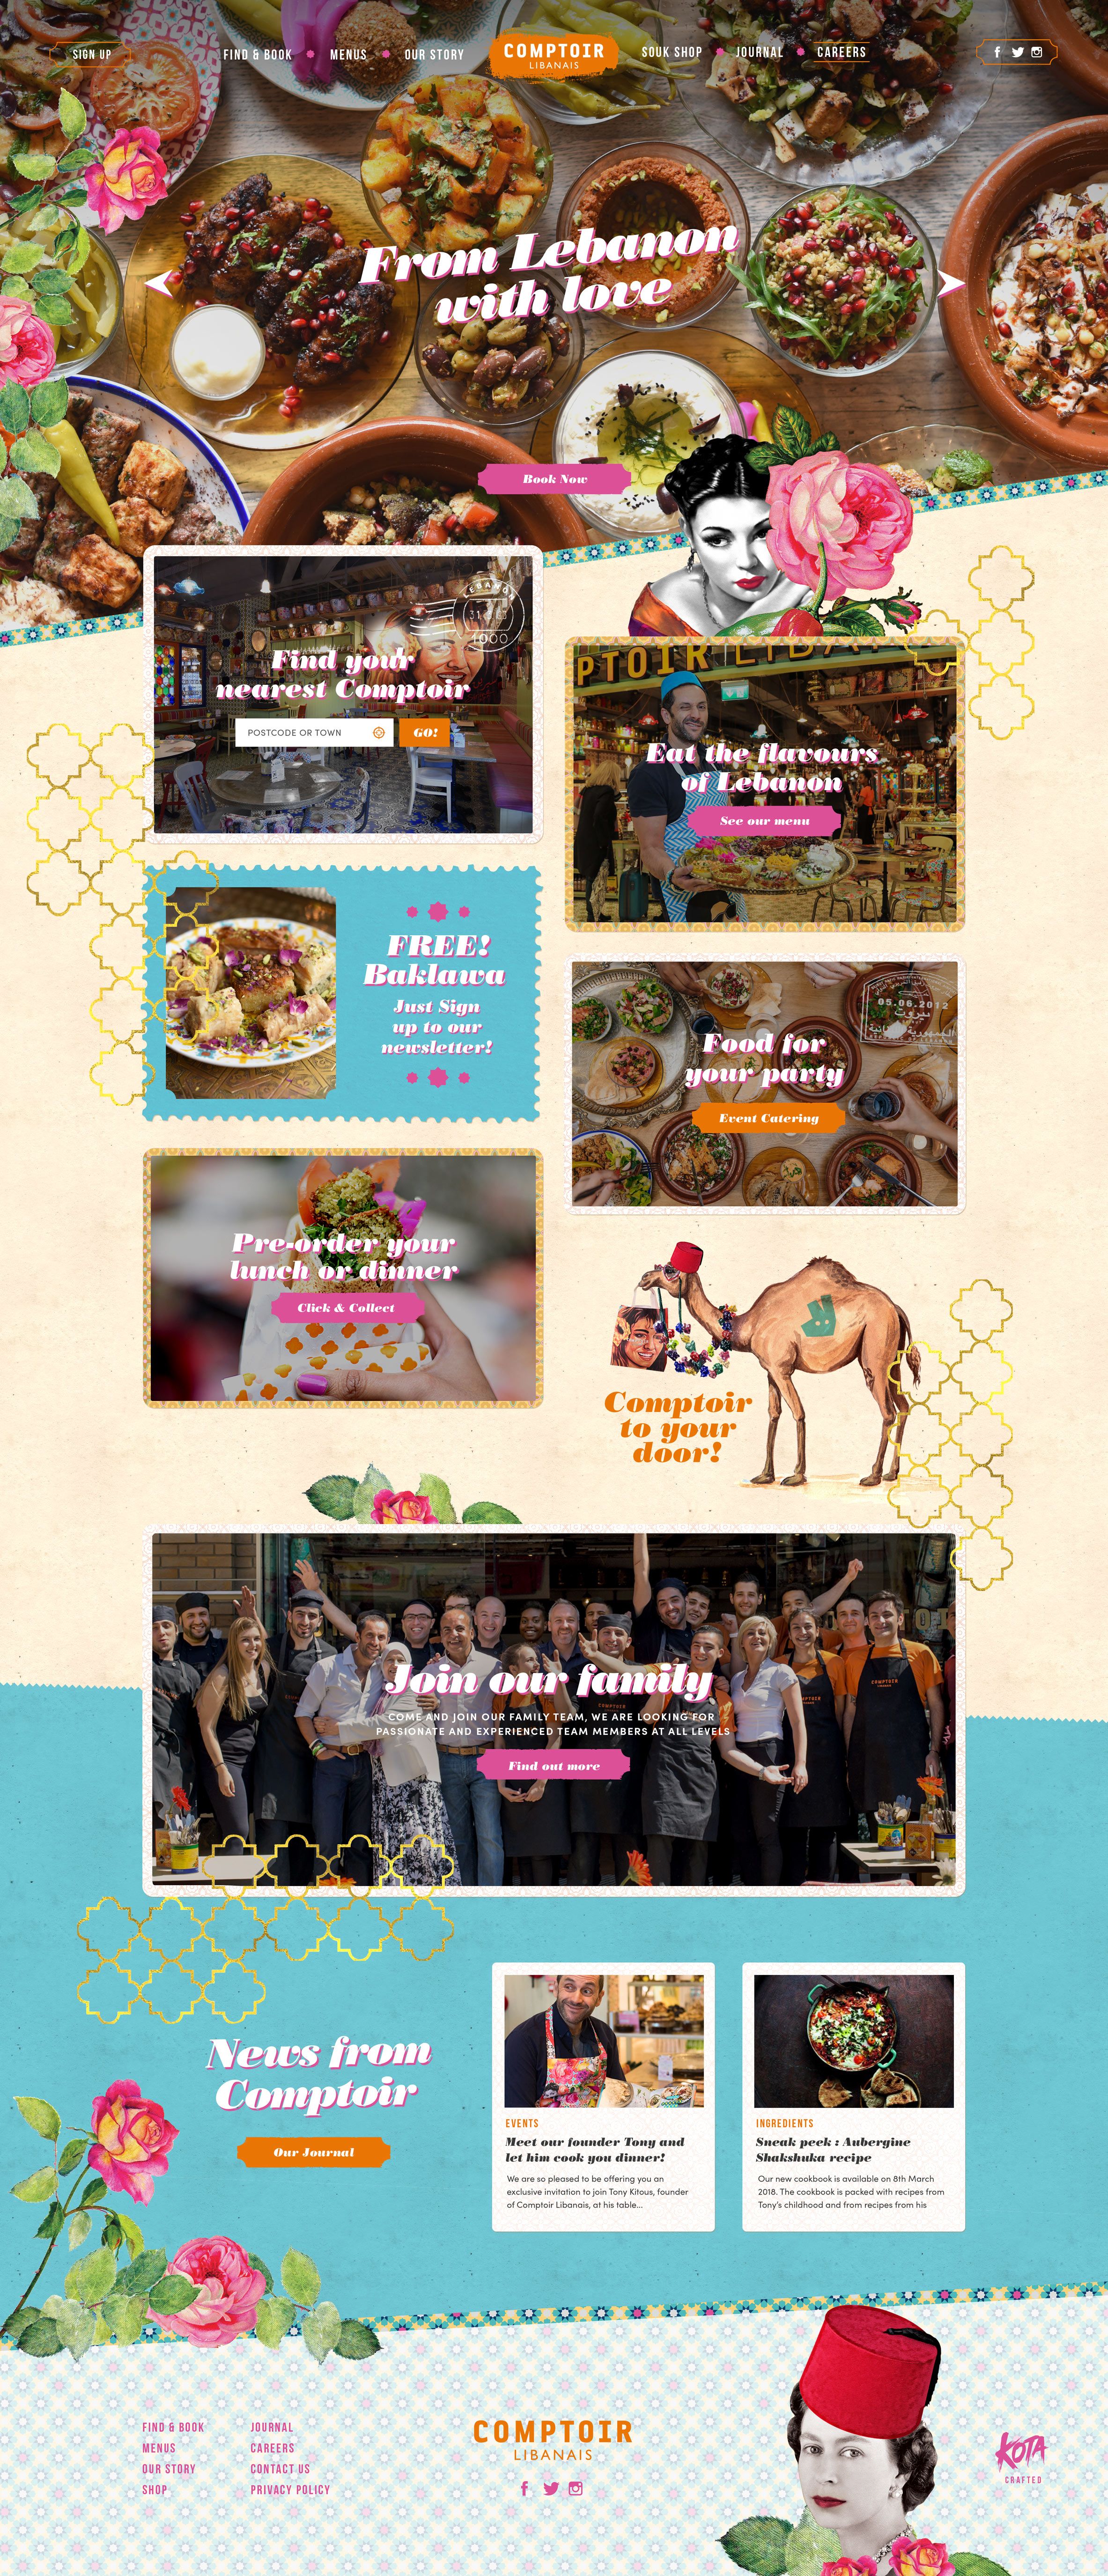 SIGN UP
FIND & BOOK
MENUS
OUR STORY
COMPTOIR
LIBANAIS
SOUK SHOP
JOURNAL
CAREERS
From Lebanon
with love
Book Now
1000
Find your
nearest Comptoir
POSTCODE OR TOWN
GO!
PTOIR LIBA
Eat the flavours
of Lebanon
See our menu
FREE!
Baklawa
Just Sign
up to our
newsletter!
05.06.2012
بيروت
Food for
your party
Event Catering
Pre-order your
lunch or dinner
Click & Collect
Comptoir
to your
door!
Join our family
COME AND JOIN OUR FAMILY TEAM, WE ARE LOOKING FOR
PASSIONATE AND EXPERIENCED TEAM MEMBERS AT ALL LEVELS
Find out more
News from
Comptoir
Our Journal
EVENTS
Meet our founder Tony and
let him cook you dinner!
We are so pleased to be offering you an
exclusive invitation to join Tony Kitous, founder
of Comptoir Libanais, at his table...
INGREDIENTS
Sneak peek : Aubergine
Shakshuka recipe
Our new cookbook is available on 8th March
2018. The cookbook is packed with recipes from
Tony's childhood and from recipes from his
FIND & BOOK
MENUS
OUR STORY
SHOP
JOURNAL
CAREERS
CONTACT US
PRIVACY POLICY
COMPTOIR
LIBANAIS
KOTA
CRAFTED